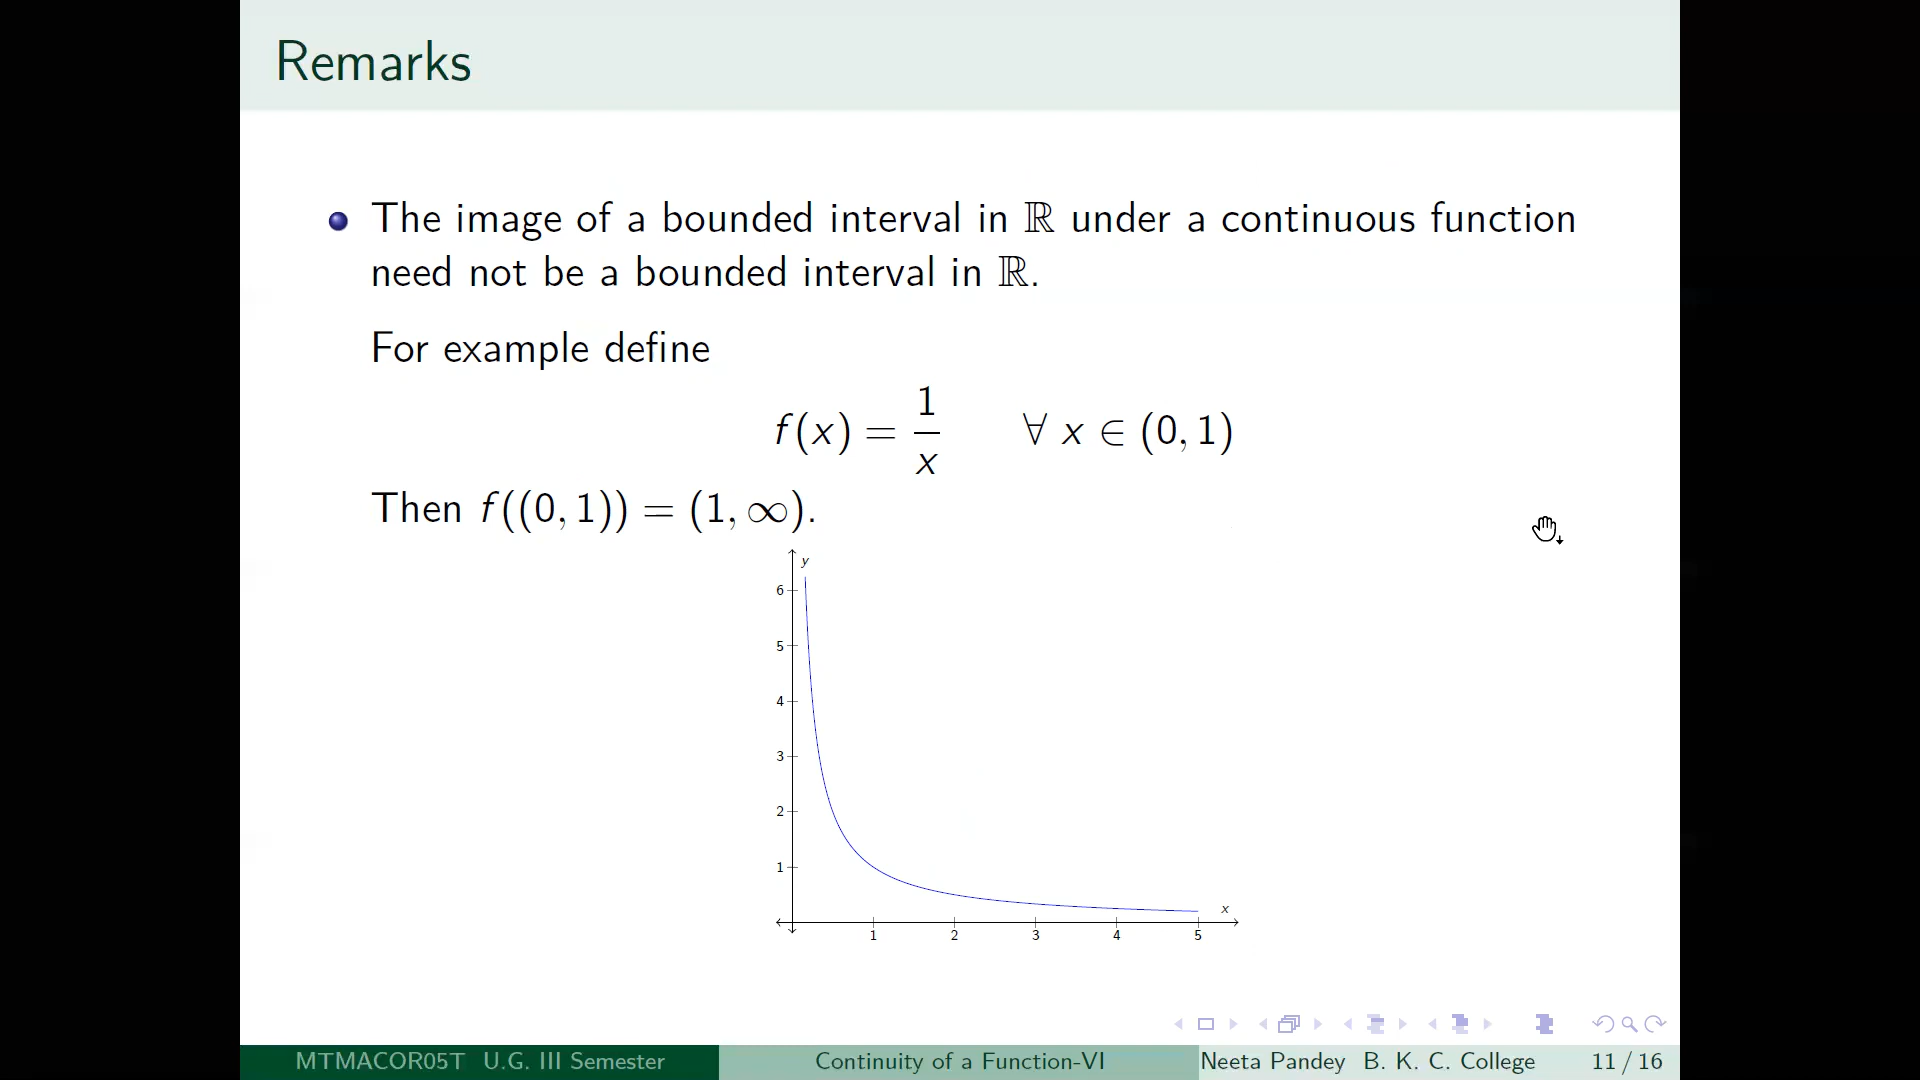 Remarks
The image of a bounded interval in ℝ under a continuous function
need not be a bounded interval in ℝ.
For example define
f(x) = 1/x ∀ x ∈ (0, 1)
Then f((0, 1)) = (1, ∞).
y
6
5
4
3
2
1
x
1 2 3 4 5
MTMACOR05T U.G. III Semester Continuity of a Function-VI Neeta Pandey B. K. C. College 11 / 16